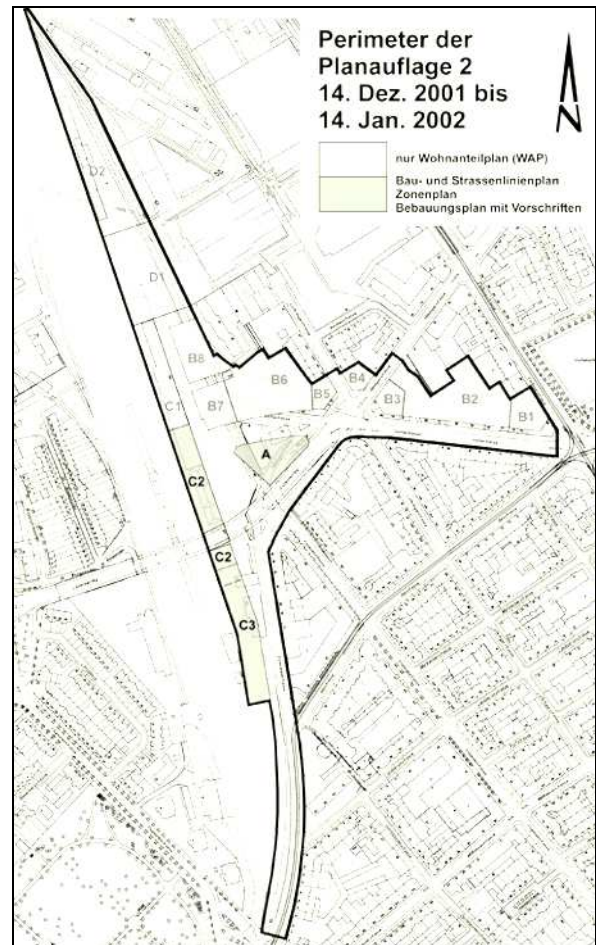 Perimeter der
Planauflage 2
14. Dez. 2001 bis
14. Jan. 2002
N
nur Wohnanteilplan (WAP)
Bau- und Strassenlinienplan
Zonenplan
Bebauungsplan mit Vorschriften
D2
D1
B8
B6
B5
B4
B3
B2
B1
B7
C1
A
C2
C2
C3